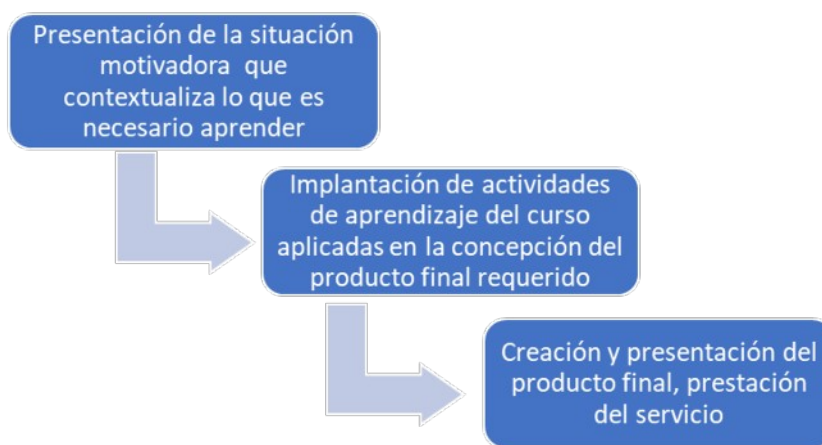 Presentación de la situación
motivadora que
contextualiza lo que es
necesario aprender
Implantación de actividades
de aprendizaje del curso
aplicadas en la concepción del
producto final requerido
Creación y presentación del
producto final, prestación
del servicio